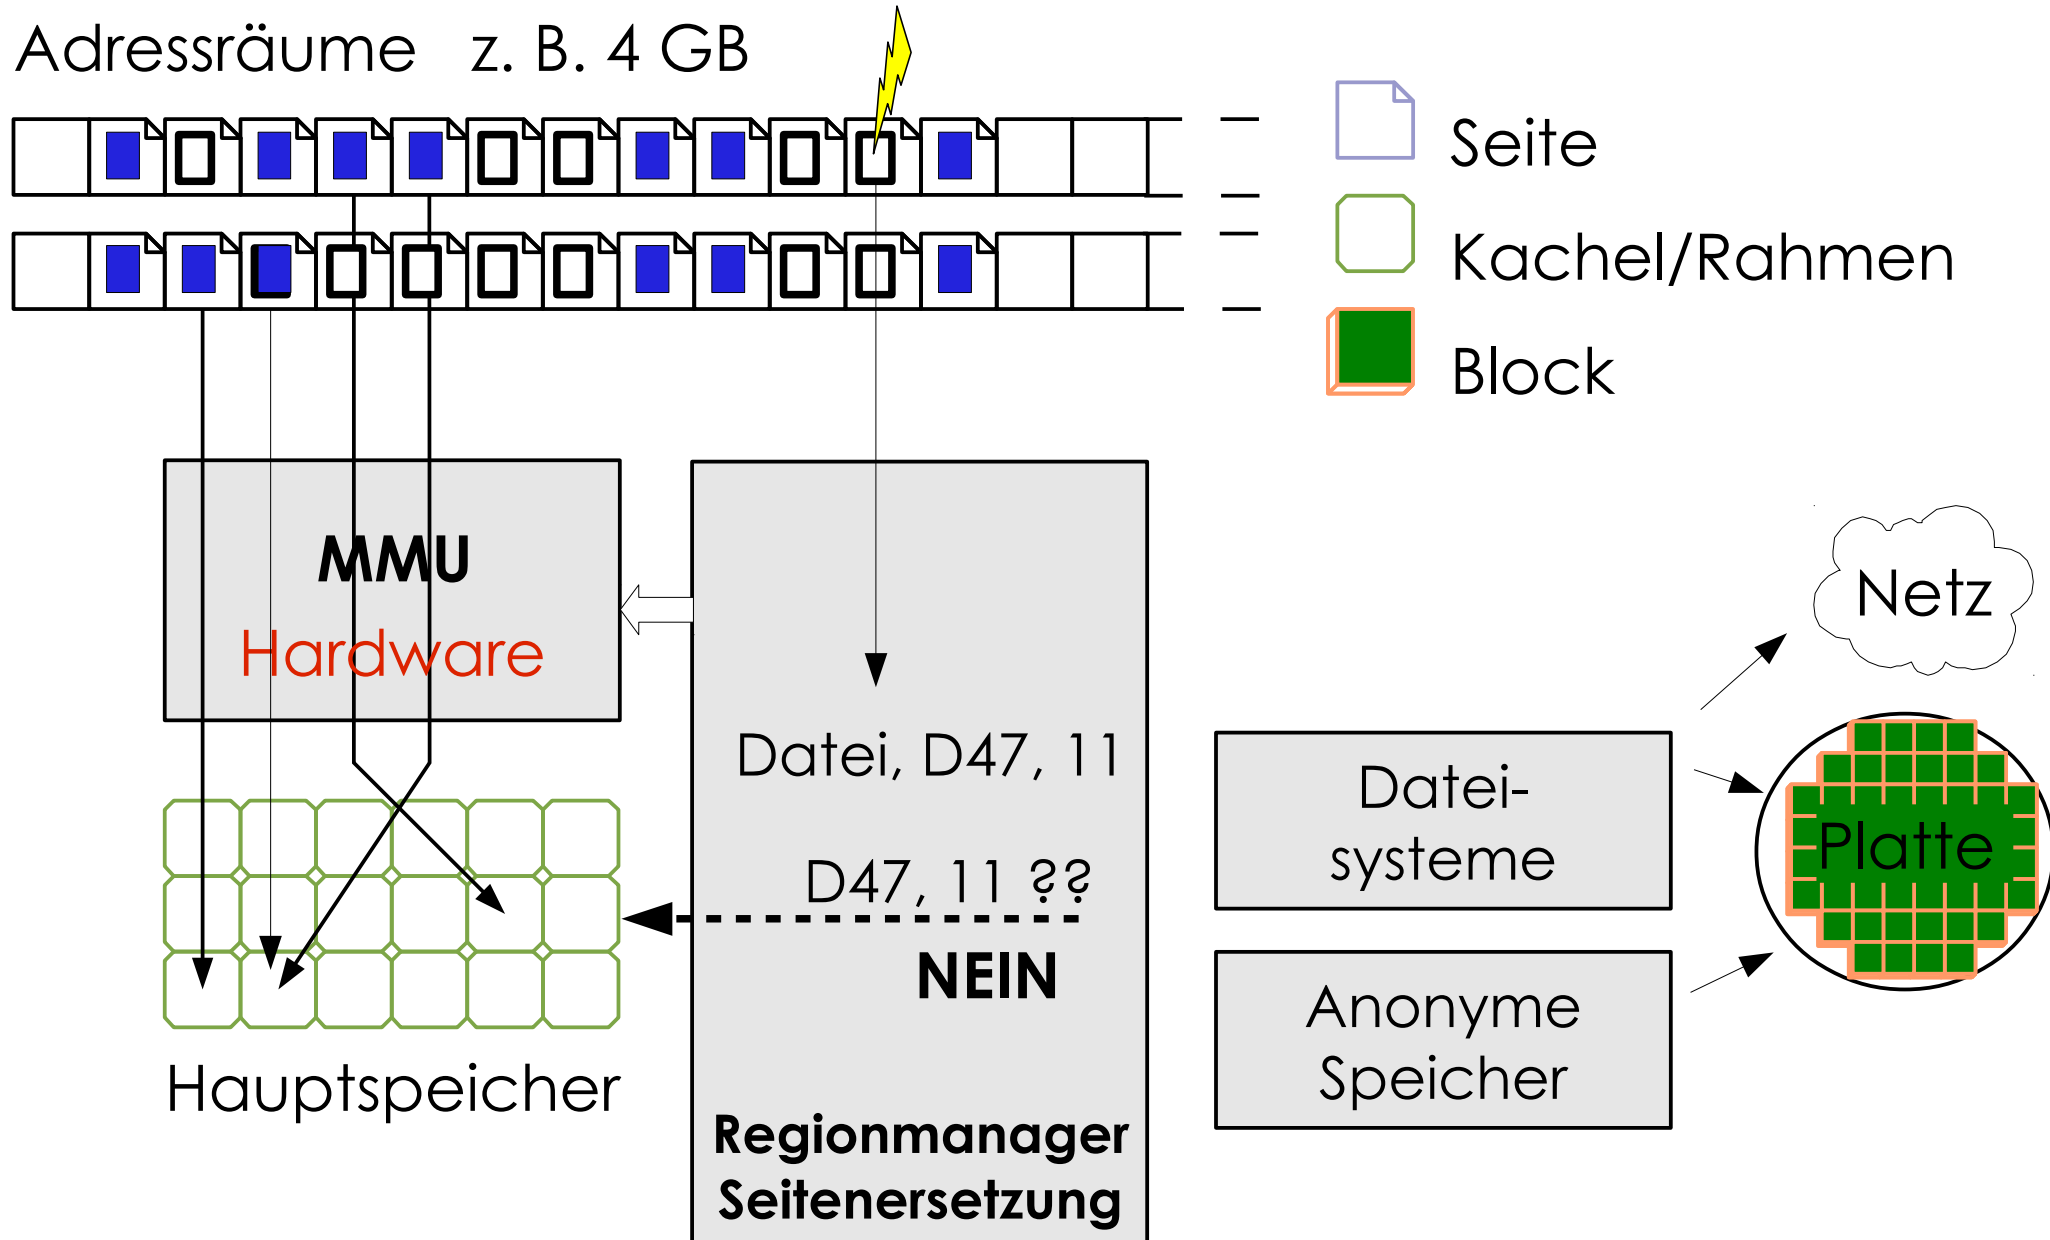 Adressräume z. B. 4 GB
Seite
Kachel/Rahmen
Block
MMU
Hardware
Hauptspeicher
Datei, D47, 11
D47, 11 ??
NEIN
Regionmanager
Seitenersetzung
Datei-
systeme
Anonyme
Speicher
Netz
Platte